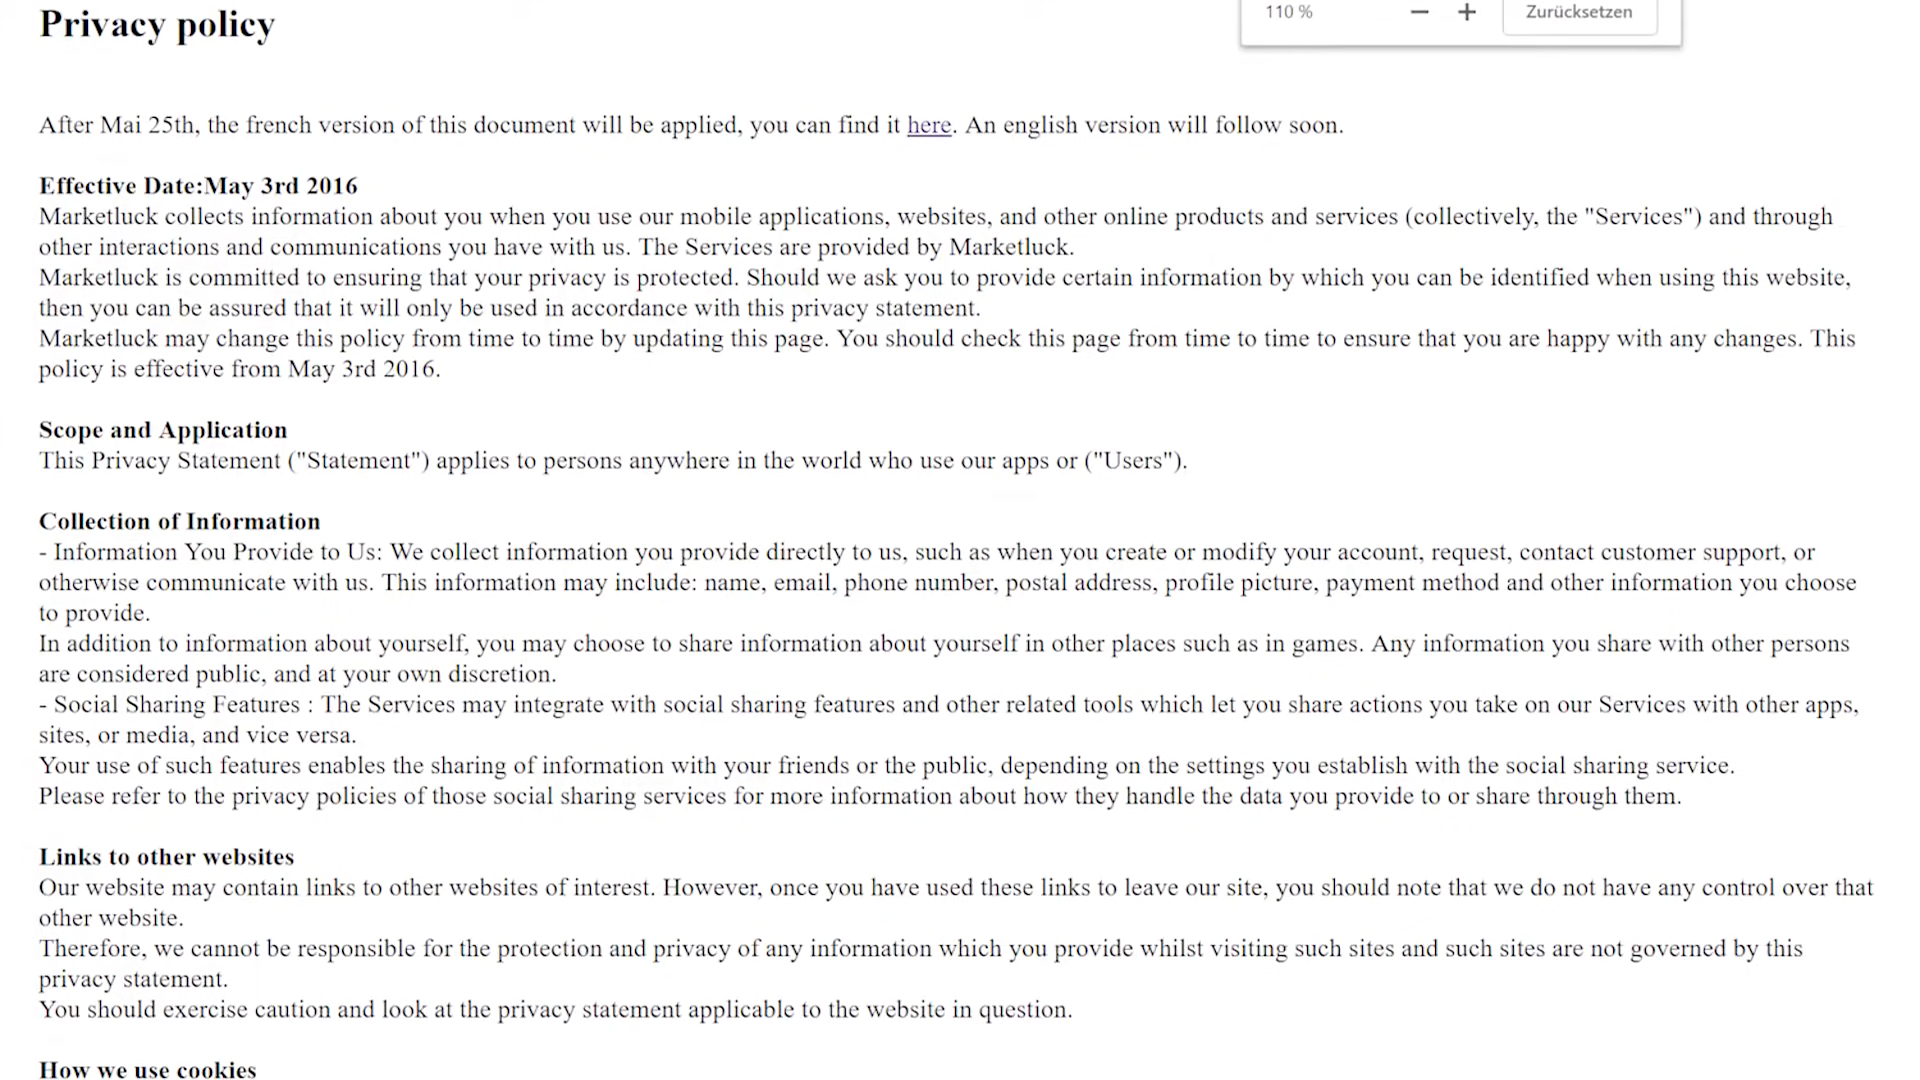 Privacy policy
110 % − + Zurücksetzen
After Mai 25th, the french version of this document will be applied, you can find it here. An english version will follow soon.
Effective Date:May 3rd 2016
Marketluck collects information about you when you use our mobile applications, websites, and other online products and services (collectively, the "Services") and through
other interactions and communications you have with us. The Services are provided by Marketluck.
Marketluck is committed to ensuring that your privacy is protected. Should we ask you to provide certain information by which you can be identified when using this website,
then you can be assured that it will only be used in accordance with this privacy statement.
Marketluck may change this policy from time to time by updating this page. You should check this page from time to time to ensure that you are happy with any changes. This
policy is effective from May 3rd 2016.
Scope and Application
This Privacy Statement ("Statement") applies to persons anywhere in the world who use our apps or ("Users").
Collection of Information
- Information You Provide to Us: We collect information you provide directly to us, such as when you create or modify your account, request, contact customer support, or
otherwise communicate with us. This information may include: name, email, phone number, postal address, profile picture, payment method and other information you choose
to provide.
In addition to information about yourself, you may choose to share information about yourself in other places such as in games. Any information you share with other persons
are considered public, and at your own discretion.
- Social Sharing Features : The Services may integrate with social sharing features and other related tools which let you share actions you take on our Services with other apps,
sites, or media, and vice versa.
Your use of such features enables the sharing of information with your friends or the public, depending on the settings you establish with the social sharing service.
Please refer to the privacy policies of those social sharing services for more information about how they handle the data you provide to or share through them.
Links to other websites
Our website may contain links to other websites of interest. However, once you have used these links to leave our site, you should note that we do not have any control over that
other website.
Therefore, we cannot be responsible for the protection and privacy of any information which you provide whilst visiting such sites and such sites are not governed by this
privacy statement.
You should exercise caution and look at the privacy statement applicable to the website in question.
How we use cookies